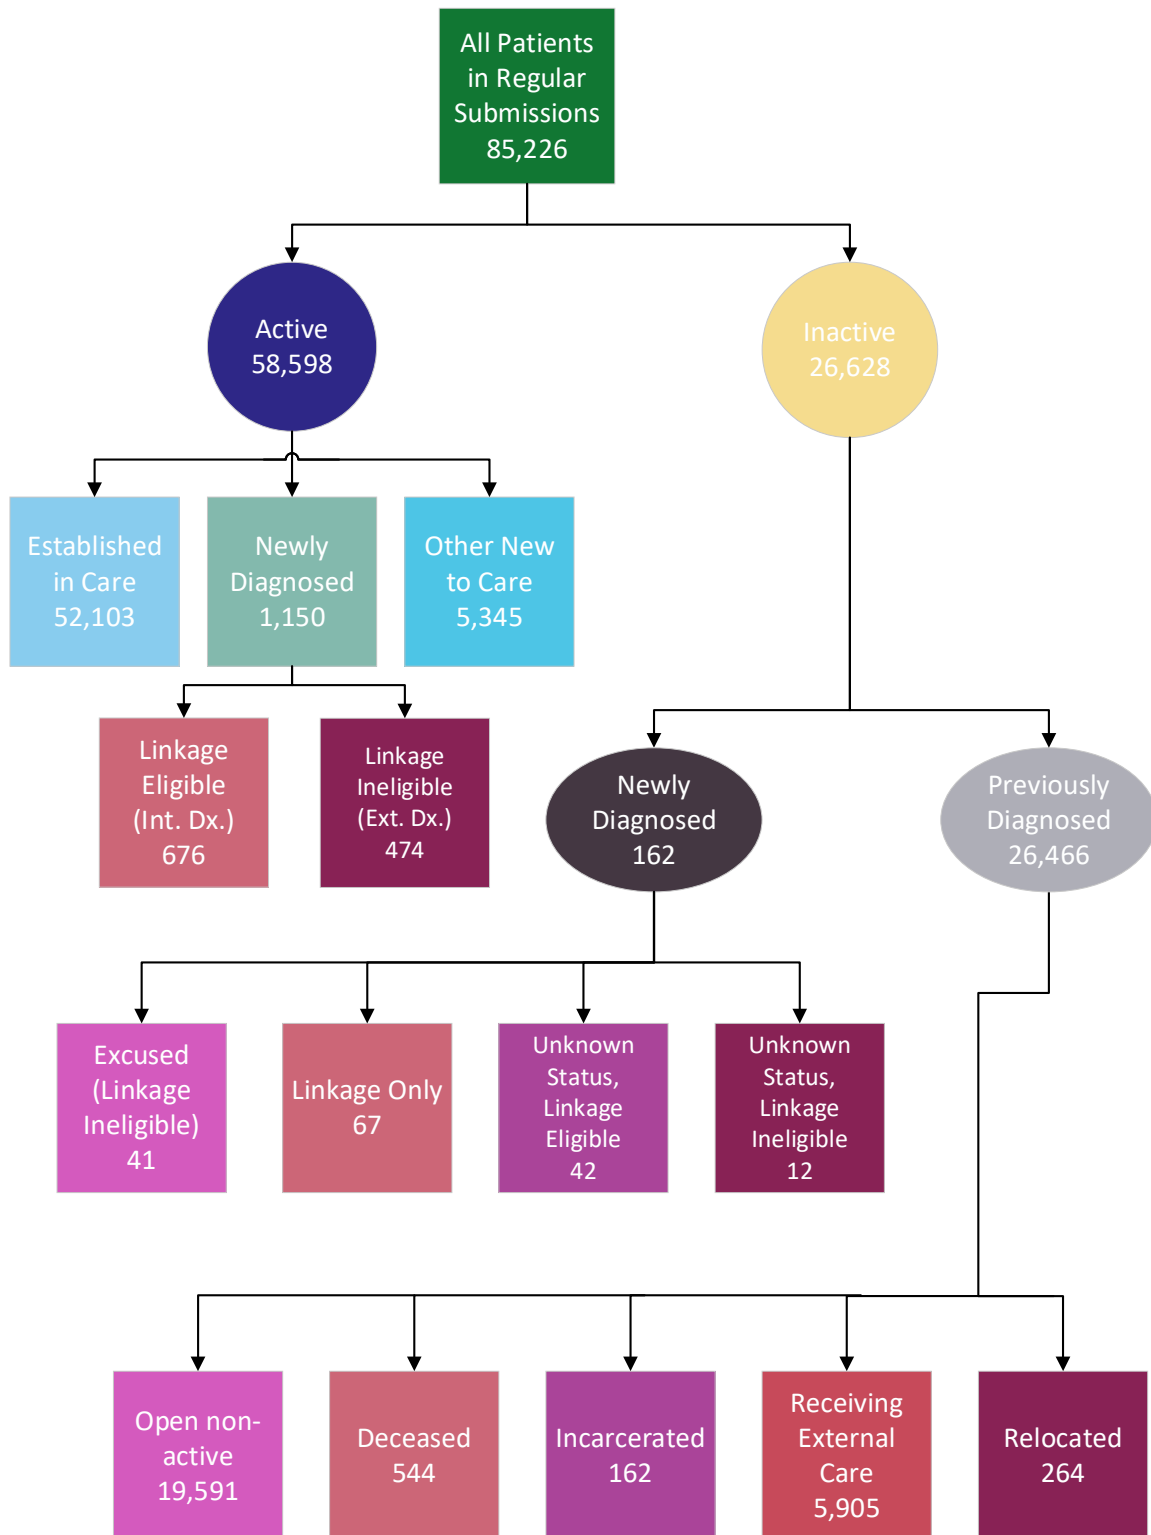 All Patients
in Regular
Submissions
85,226
Active
58,598
Inactive
26,628
Established
in Care
52,103
Newly
Diagnosed
1,150
Other New
to Care
5,345
Linkage
Eligible
(Int. Dx.)
676
Linkage
Ineligible
(Ext. Dx.)
474
Newly
Diagnosed
162
Previously
Diagnosed
26,466
Excused
(Linkage
Ineligible)
41
Linkage Only
67
Unknown
Status,
Linkage
Eligible
42
Unknown
Status,
Linkage
Ineligible
12
Open non-
active
19,591
Deceased
544
Incarcerated
162
Receiving
External
Care
5,905
Relocated
264